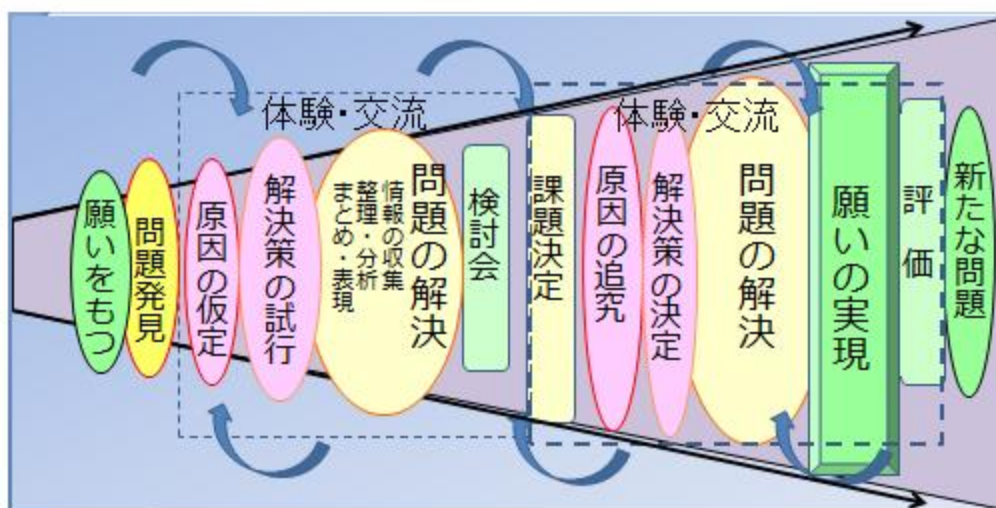 体験・交流
体験・交流
願いをもつ
問題発見
原因の仮定
解決策の試行
問題の解決
情報の収集
整理・分析
まとめ・表現
検討会
課題決定
原因の追究
解決策の決定
問題の解決
願いの実現
評価
新たな問題